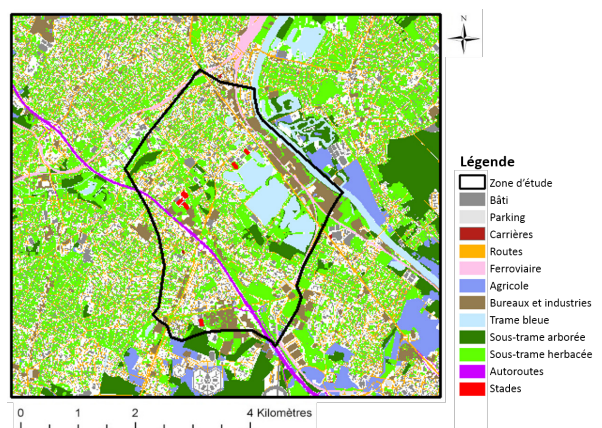 N
Légende
Zone d'étude
Bâti
Parking
Carrières
Routes
Ferroviaire
Agricole
Bureaux et industries
Trame bleue
Sous-trame arborée
Sous-trame herbacée
Autoroutes
Stades
0 1 2 4 Kilomètres